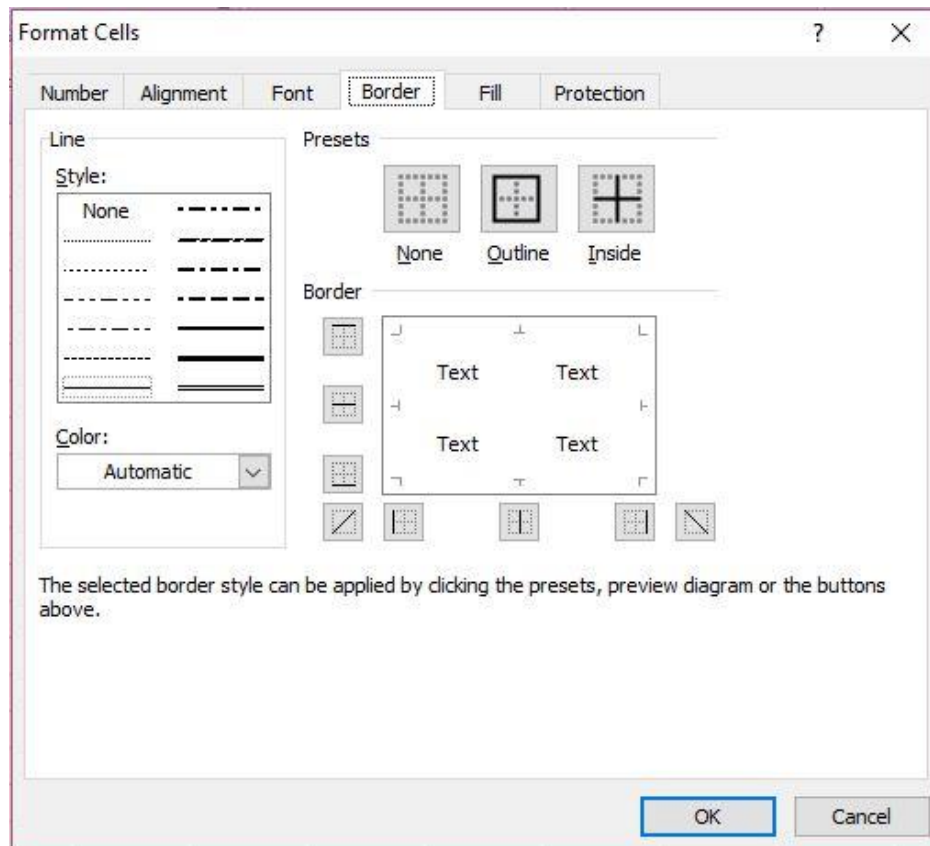 Format Cells ?
Number Alignment Font Border Fill Protection
Line
Style:
None
Color:
Automatic
Presets
None Outline Inside
Border
Text Text
Text Text
The selected border style can be applied by clicking the presets, preview diagram or the buttons
above.
OK Cancel